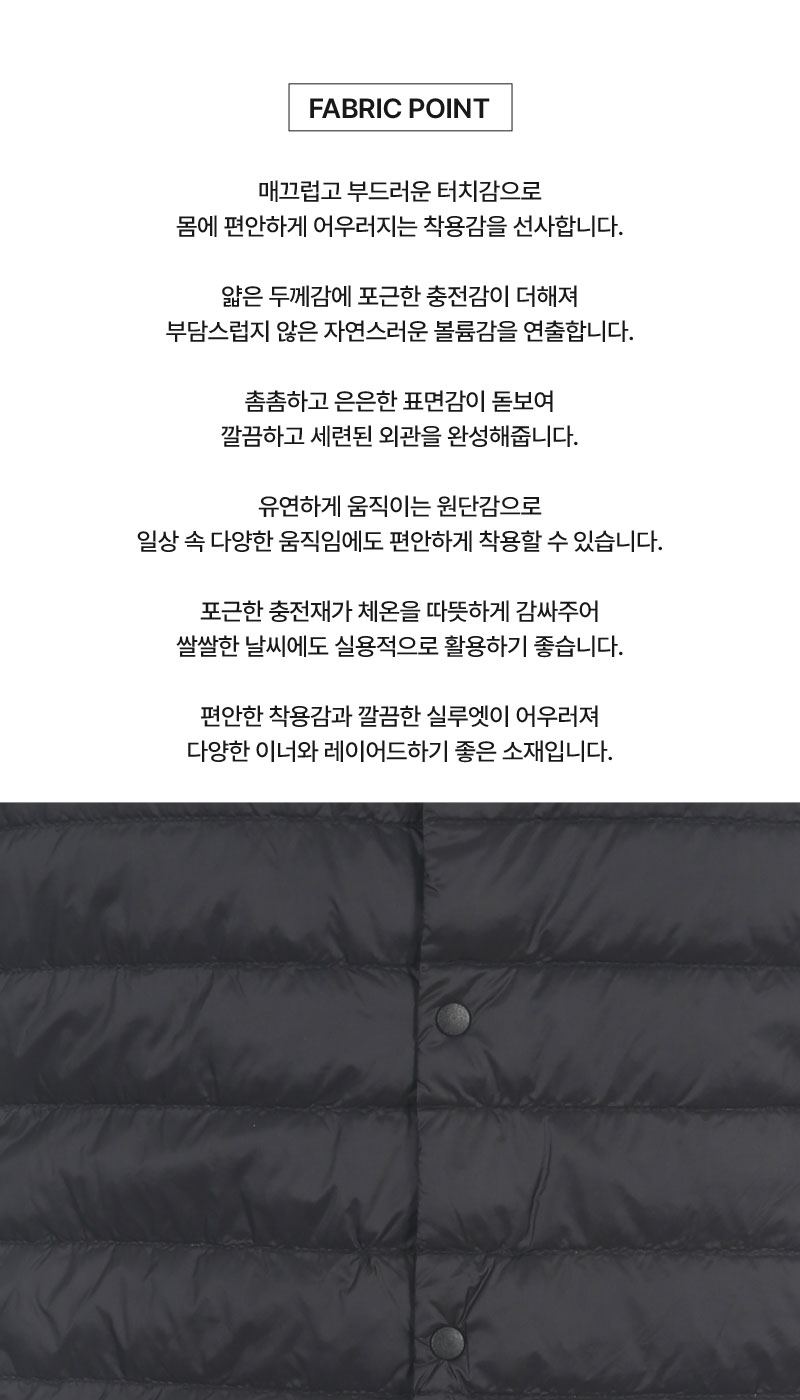 FABRIC POINT
매끄럽고 부드러운 터치감으로
몸에 편안하게 어우러지는 착용감을 선사합니다.
얇은 두께감에 포근한 충전감이 더해져
부담스럽지 않은 자연스러운 볼륨감을 연출합니다.
촘촘하고 은은한 표면감이 돋보여
깔끔하고 세련된 외관을 완성해줍니다.
유연하게 움직이는 원단감으로
일상 속 다양한 움직임에도 편안하게 착용할 수 있습니다.
포근한 충전재가 체온을 따뜻하게 감싸주어
쌀쌀한 날씨에도 실용적으로 활용하기 좋습니다.
편안한 착용감과 깔끔한 실루엣이 어우러져
다양한 이너와 레이어드하기 좋은 소재입니다.